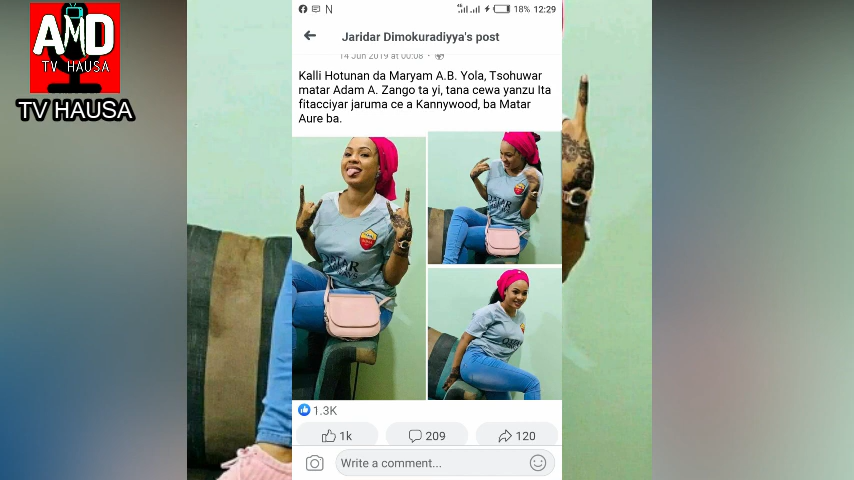 AMD
TV HAUSA
TV HAUSA
N
18% 12:29
Jaridar Dimokuradiyya's post
14 Jun 2019 at 00:08 ·
Kalli Hotunan da Maryam A.B. Yola, Tsohuwar
matar Adam A. Zango ta yi, tana cewa yanzu Ita
fitacciyar jaruma ce a Kannywood, ba Matar
Aure ba.
QATAR
1.3K
1k
209
120
Write a comment...